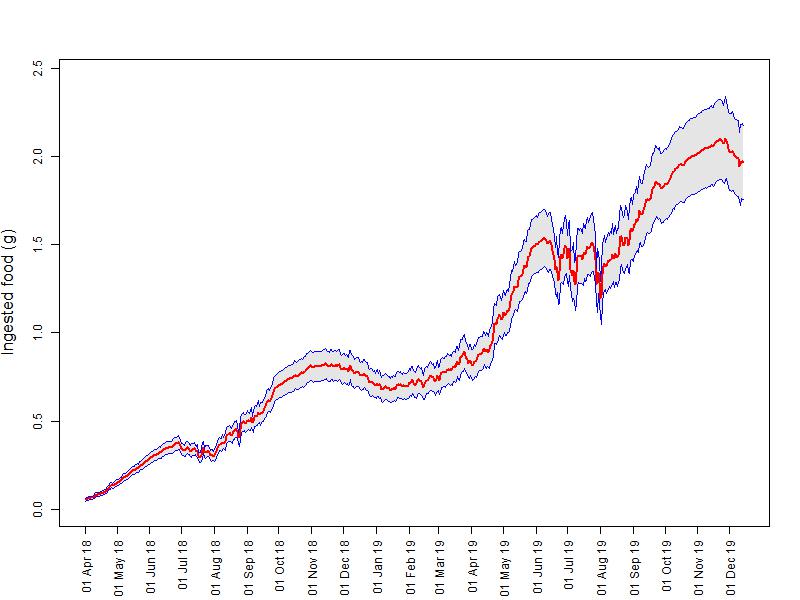 Ingested food (g)
2.5
2.0
1.5
1.0
0.5
0.0
01 Apr 18
01 May 18
01 Jun 18
01 Jul 18
01 Aug 18
01 Sep 18
01 Oct 18
01 Nov 18
01 Dec 18
01 Jan 19
01 Feb 19
01 Mar 19
01 Apr 19
01 May 19
01 Jun 19
01 Jul 19
01 Aug 19
01 Sep 19
01 Oct 19
01 Nov 19
01 Dec 19